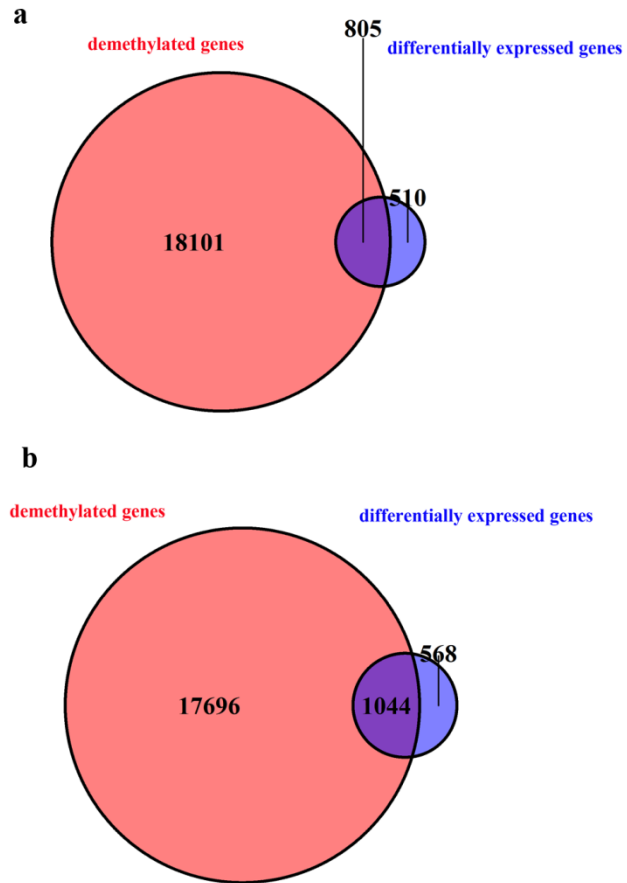 a
805
demethylated genes
differentially expressed genes
510
18101
b
demethylated genes
differentially expressed genes
568
17696
1044